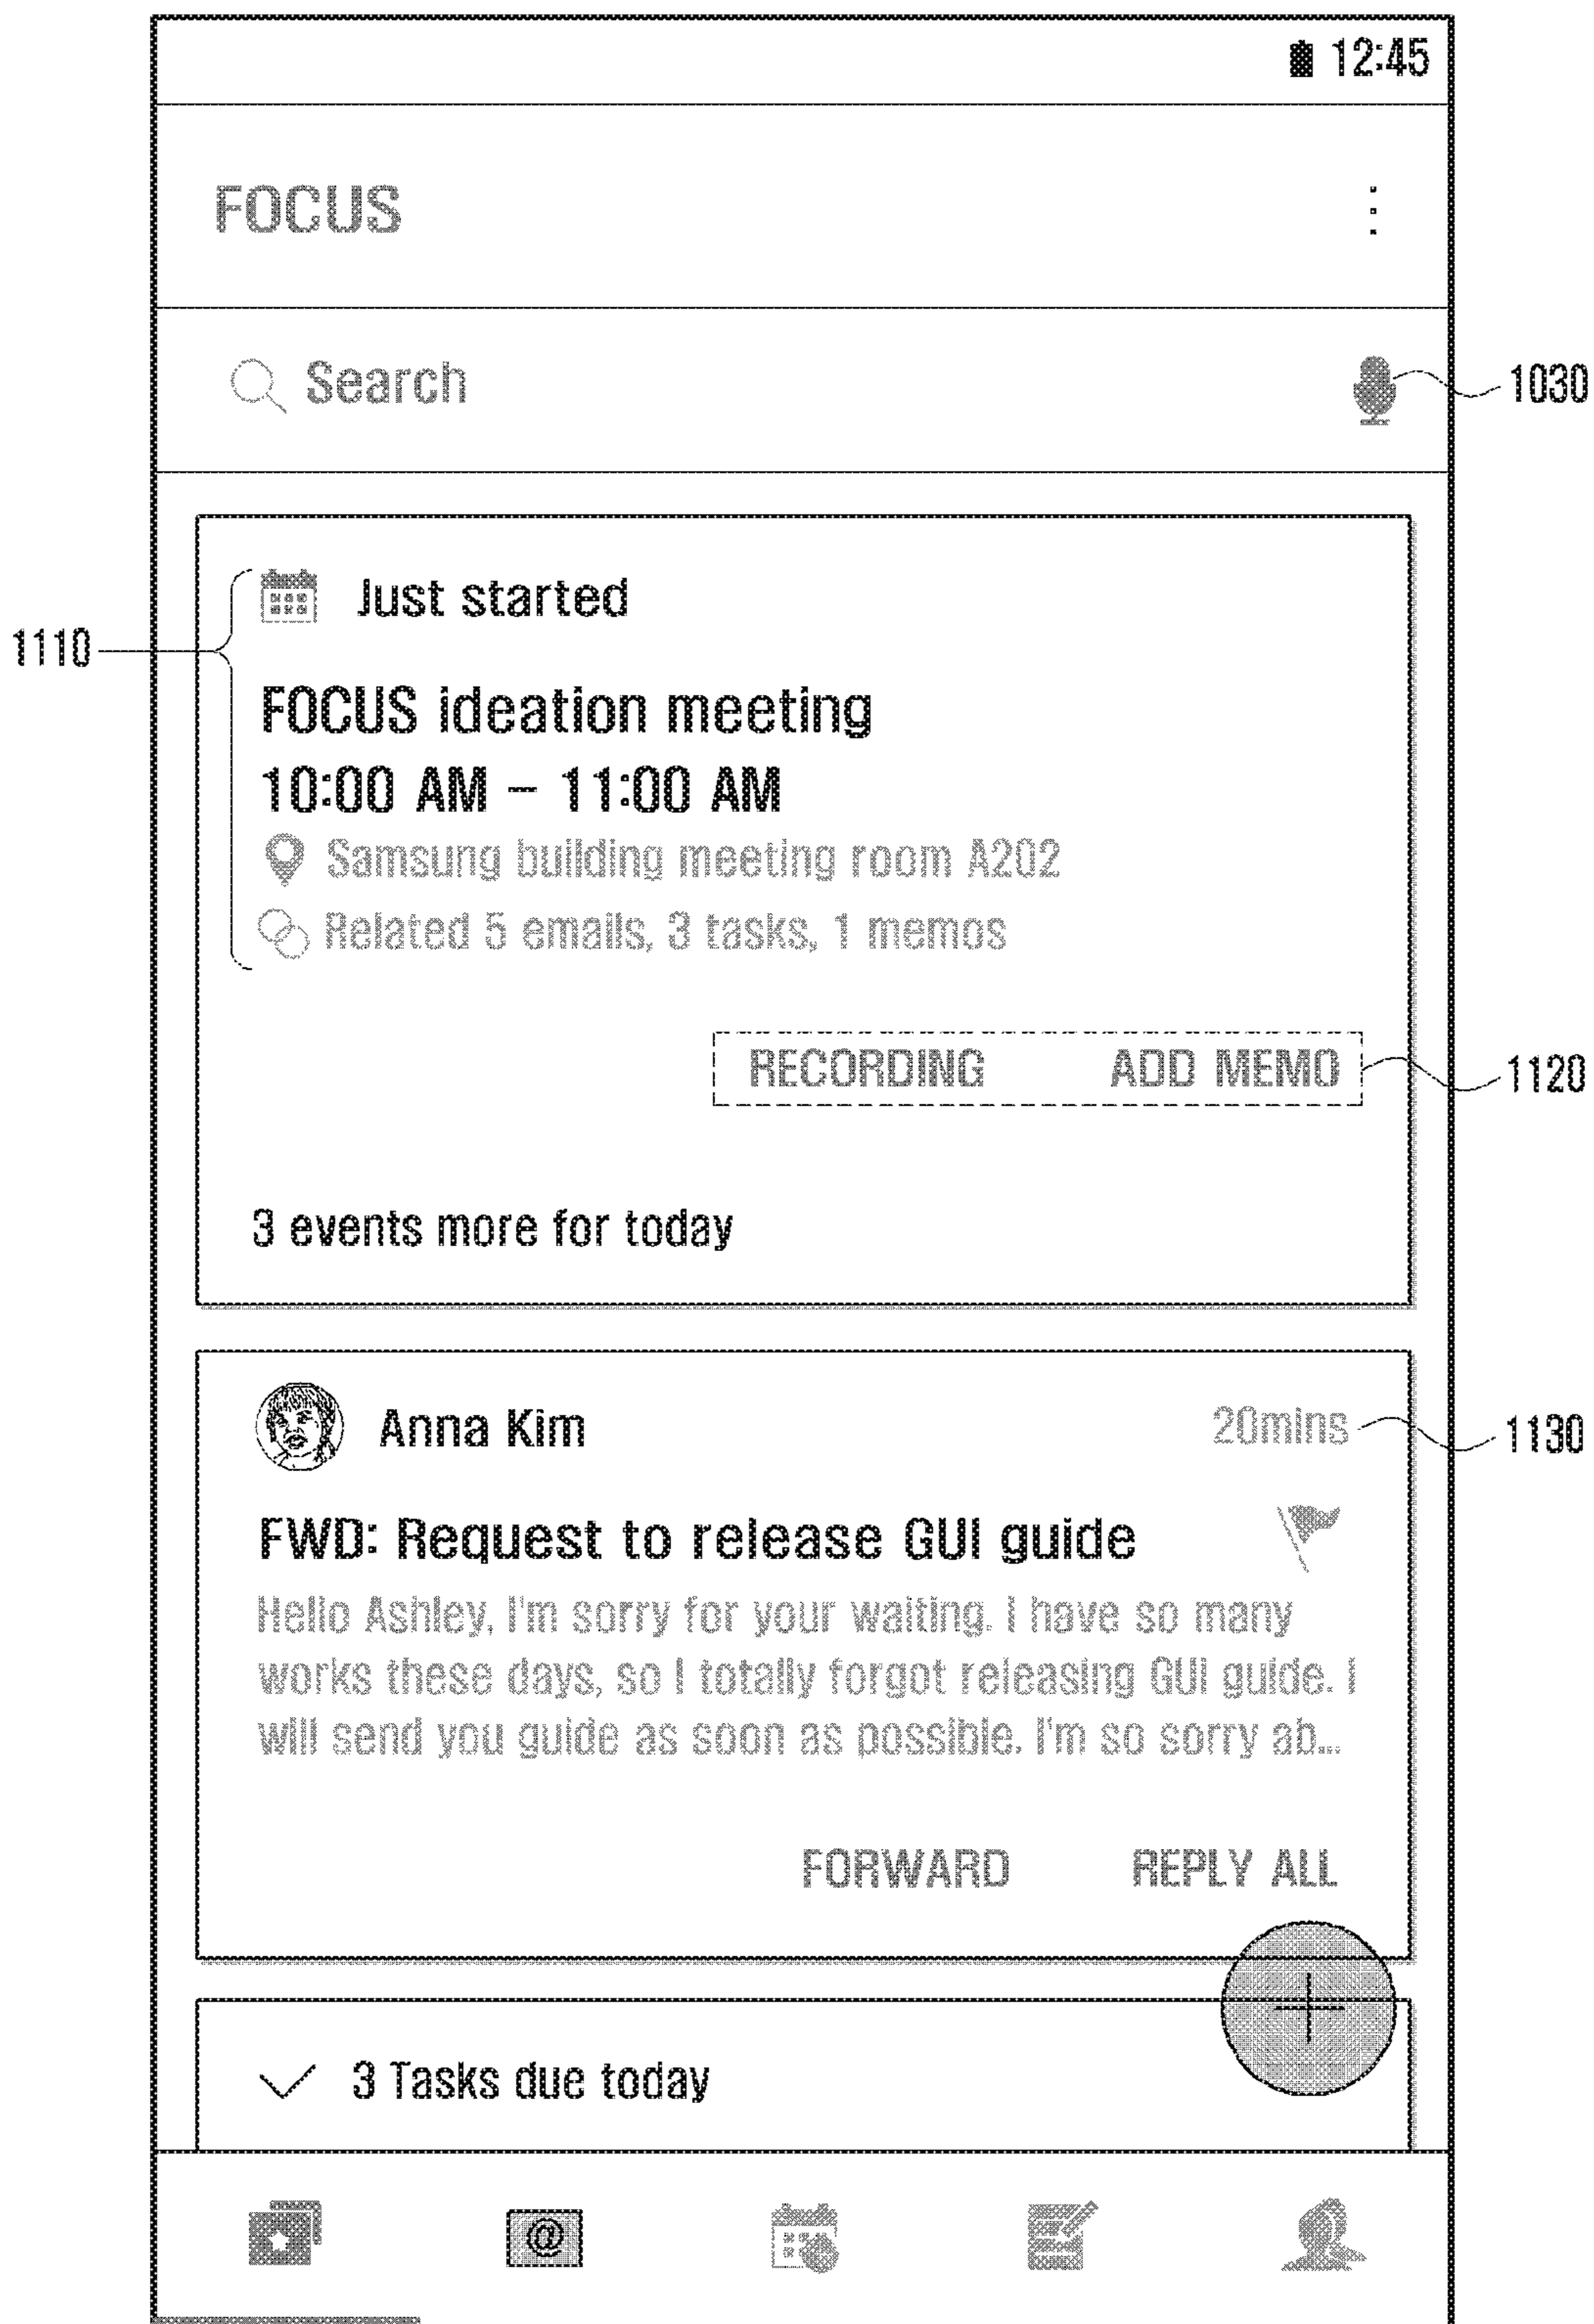 12:45
FOCUS
Search
1030
Just started
1110
FOCUS ideation meeting
10:00 AM – 11:00 AM
Samsung building meeting room A202
Related 5 emails, 3 tasks, 1 memos
RECORDING ADD MEMO
1120
3 events more for today
Anna Kim 20mins
1130
FWD: Request to release GUI guide
Hello Ashley, I'm sorry for your waiting. I have so many
works these days, so I totally forgot releasing GUI guide. I
will send you guide as soon as possible. I'm so sorry ab...
FORWARD REPLY ALL
3 Tasks due today
@